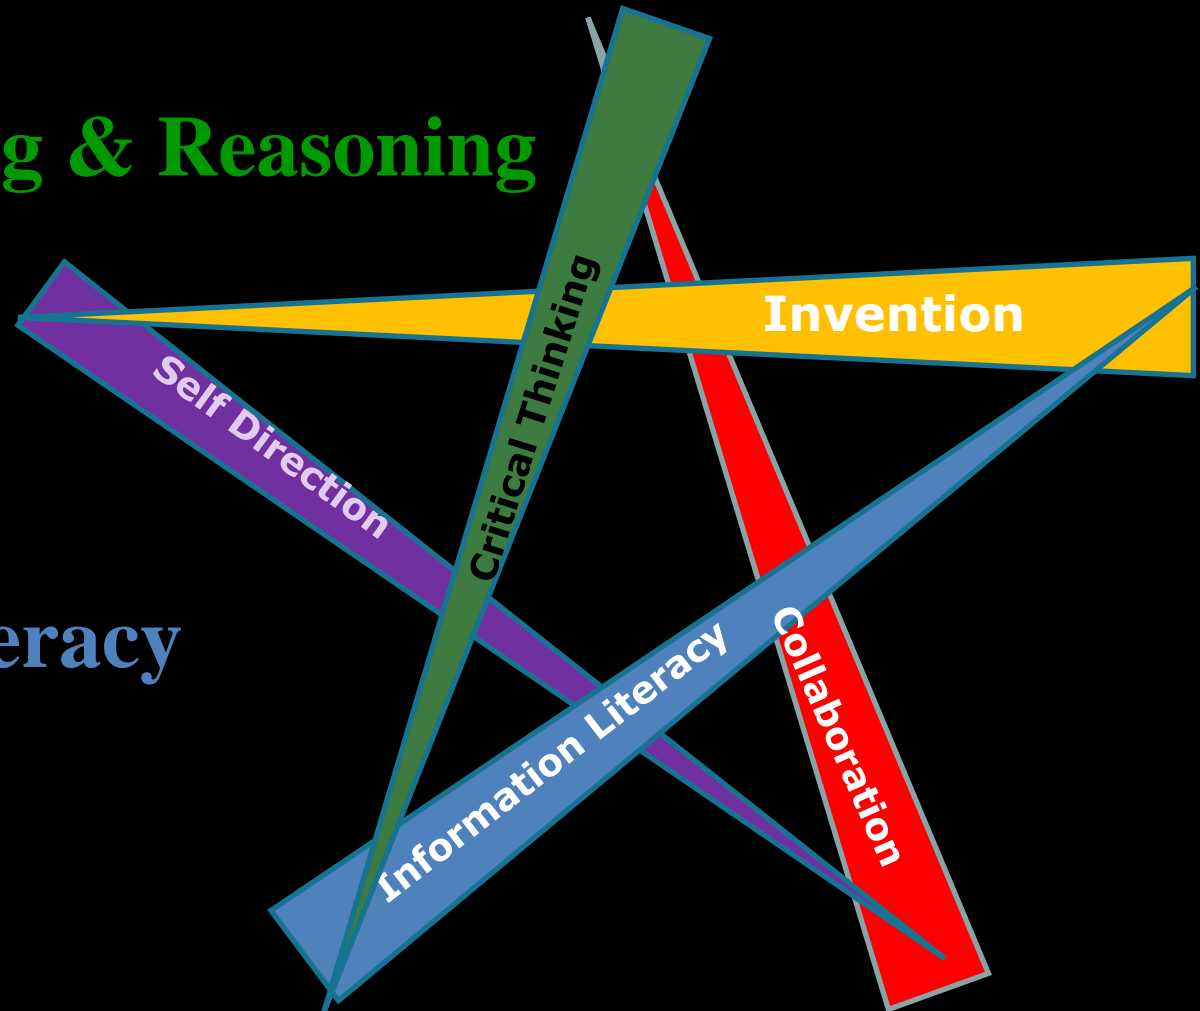 g & Reasoning
Invention
Critical Thinking
Self Direction
eracy
Information Literacy
Collaboration